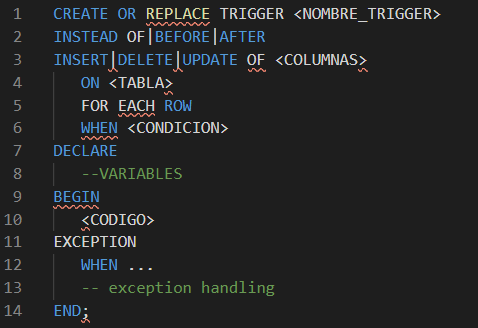 1 CREATE OR REPLACE TRIGGER <NOMBRE_TRIGGER>
2 INSTEAD OF|BEFORE|AFTER
3 INSERT|DELETE|UPDATE OF <COLUMNAS>
4 ON <TABLA>
5 FOR EACH ROW
6 WHEN <CONDICION>
7 DECLARE
8 --VARIABLES
9 BEGIN
10 <CODIGO>
11 EXCEPTION
12 WHEN ...
13 -- exception handling
14 END;